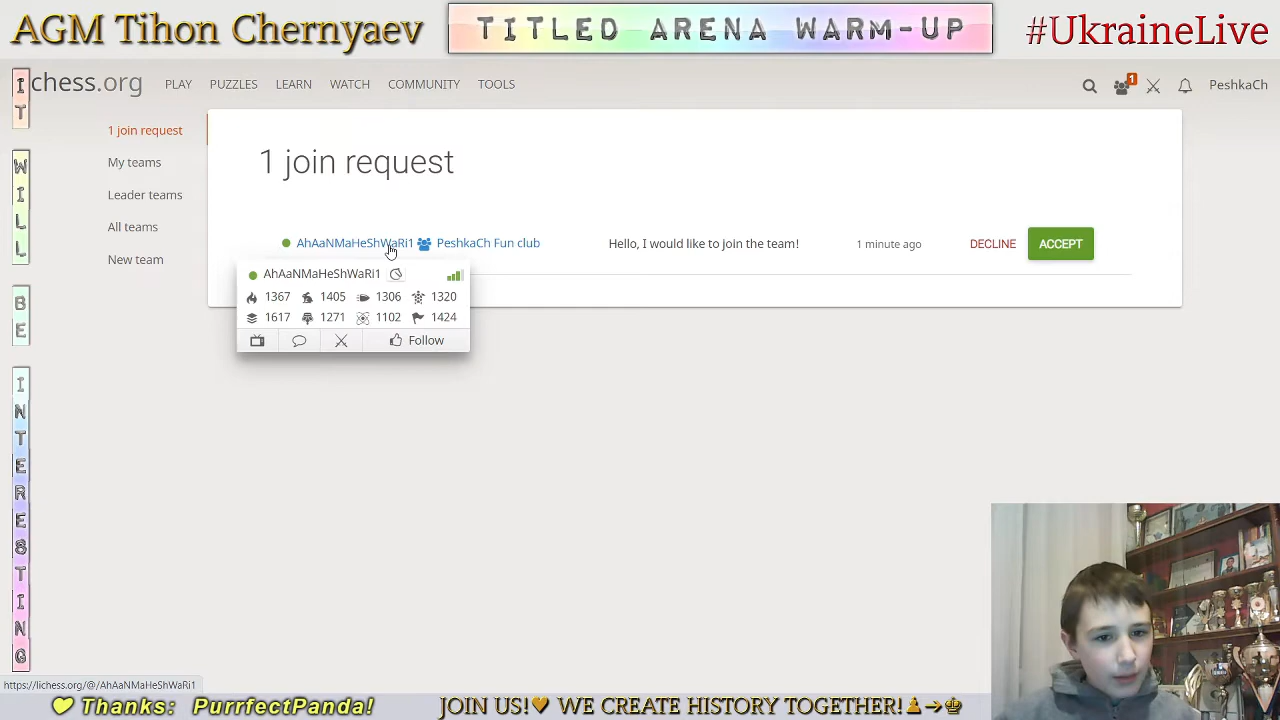 AGM Tihon Chernyaev
TITLED ARENA WARM-UP
#UkraineLive
IT WILL BE INTERESTING
lichess.org
PLAY PUZZLES LEARN WATCH COMMUNITY TOOLS
1
PeshkaCh
1 join request
My teams
Leader teams
All teams
New team
1 join request
AhAaNMaHeShWaRi1 PeshkaCh Fun club Hello, I would like to join the team! 1 minute ago DECLINE ACCEPT
AhAaNMaHeShWaRi1
1367 1405 1306 1320
1617 1271 1102 1424
Follow
https://lichess.org/@/AhAaNMaHeShWaRi1
Thanks: PurrfectPanda!
JOIN US! WE CREATE HISTORY TOGETHER!